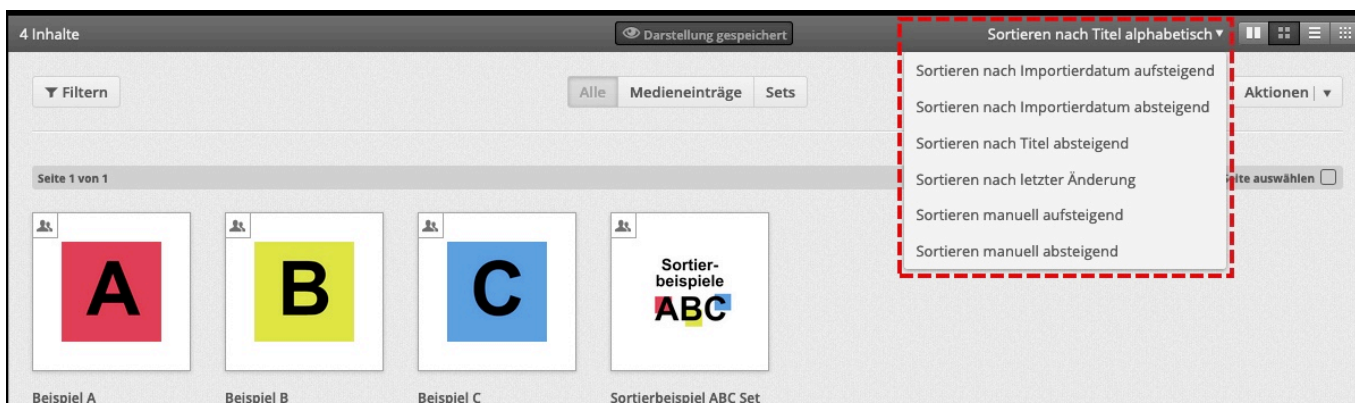 4 Inhalte
Darstellung gespeichert
Sortieren nach Titel alphabetisch
Sortieren nach Importierdatum aufsteigend
Sortieren nach Importierdatum absteigend
Sortieren nach Titel absteigend
Sortieren nach letzter Änderung
Sortieren manuell aufsteigend
Sortieren manuell absteigend
Filtern
Alle Medieneinträge Sets
Aktionen
Seite 1 von 1
Seite auswählen
A
B
C
Sortier-
beispiele
ABC
Beispiel A
Beispiel B
Beispiel C
Sortierbeispiel ABC Set